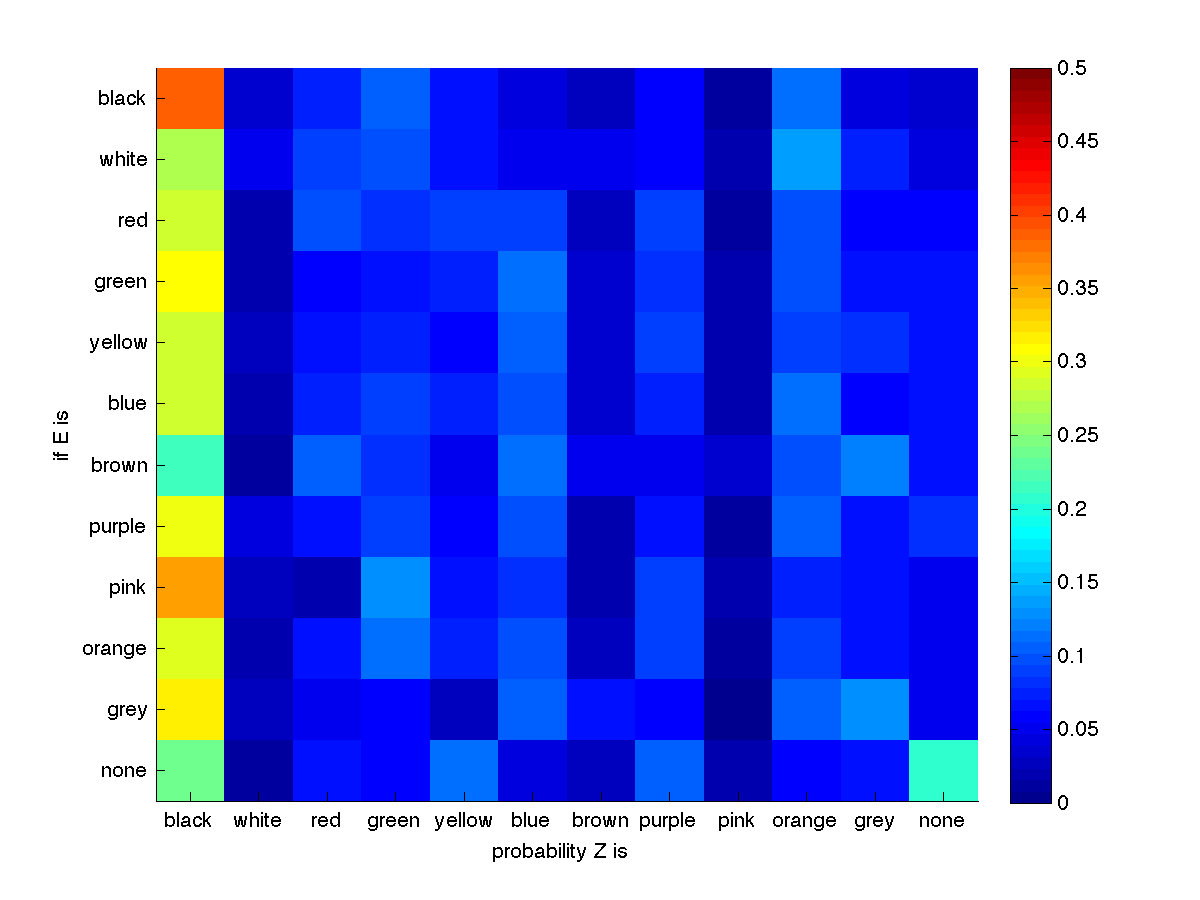 black
white
red
green
yellow
blue
brown
purple
pink
orange
grey
none
if E is
black white red green yellow blue brown purple pink orange grey none
probability Z is
0.5
0.45
0.4
0.35
0.3
0.25
0.2
0.15
0.1
0.05
0